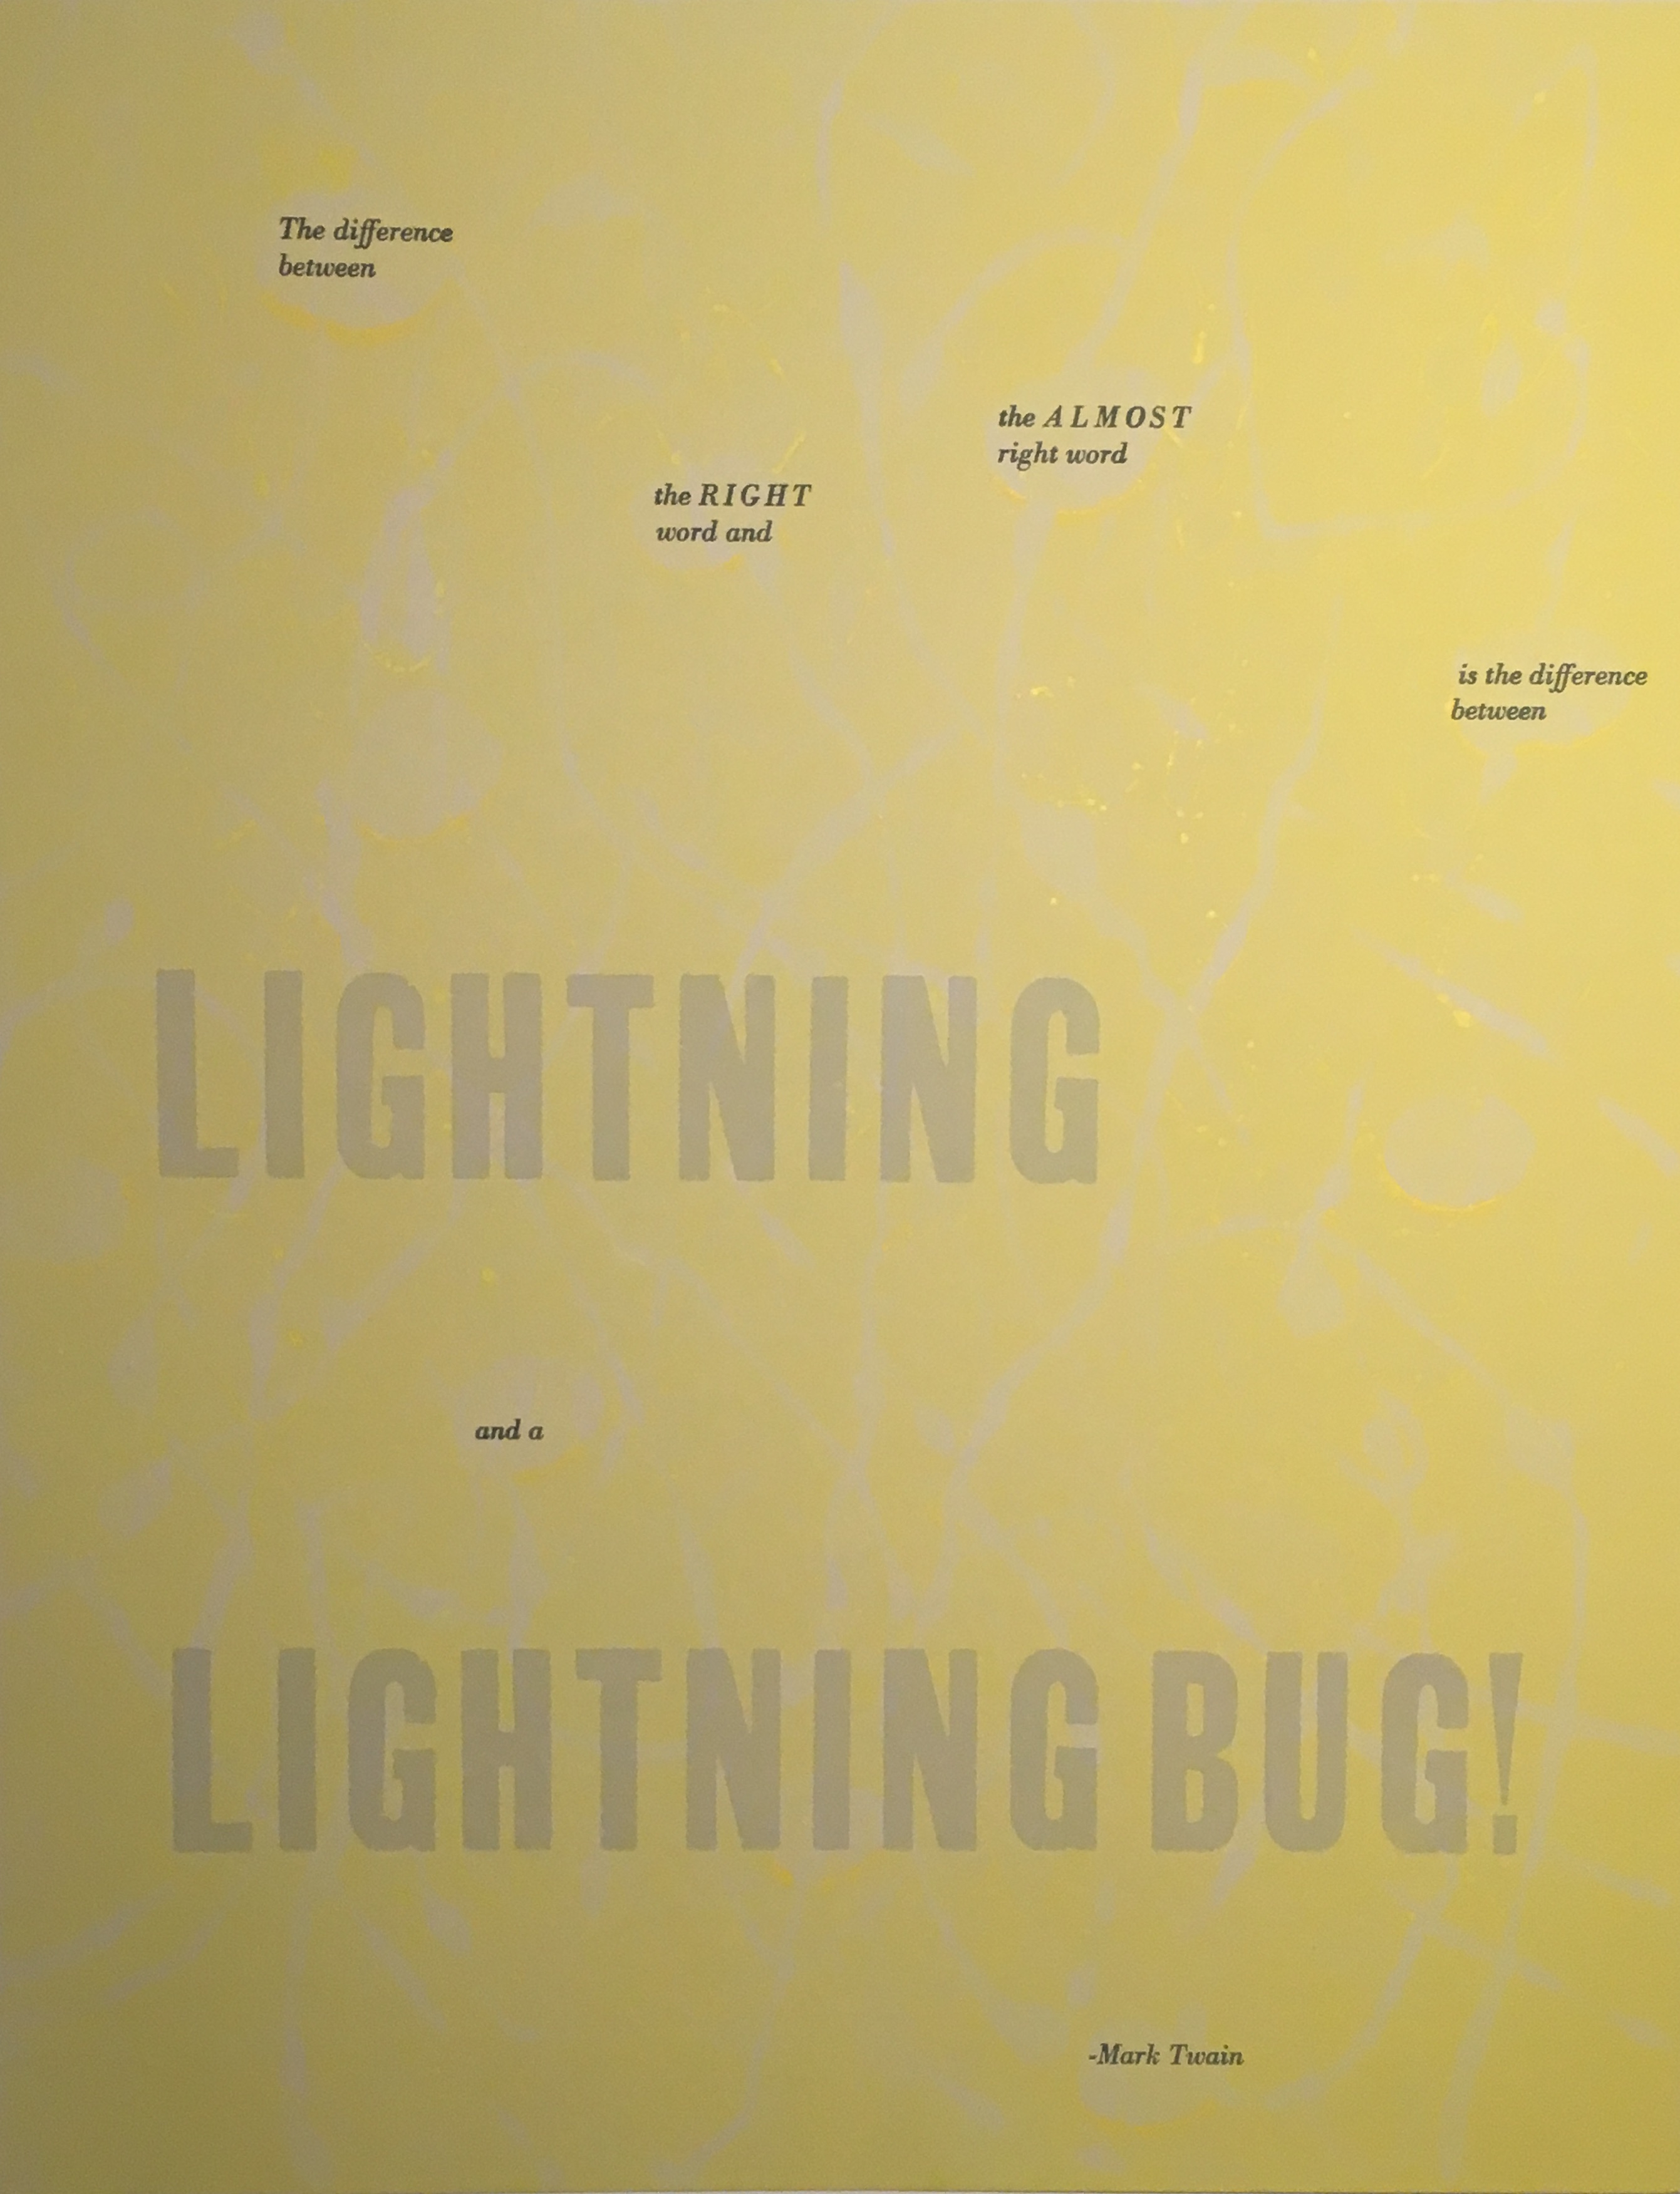 The difference
between
the RIGHT
word and
the ALMOST
right word
is the difference
between
LIGHTNING
and a
LIGHTNING BUG!
-Mark Twain